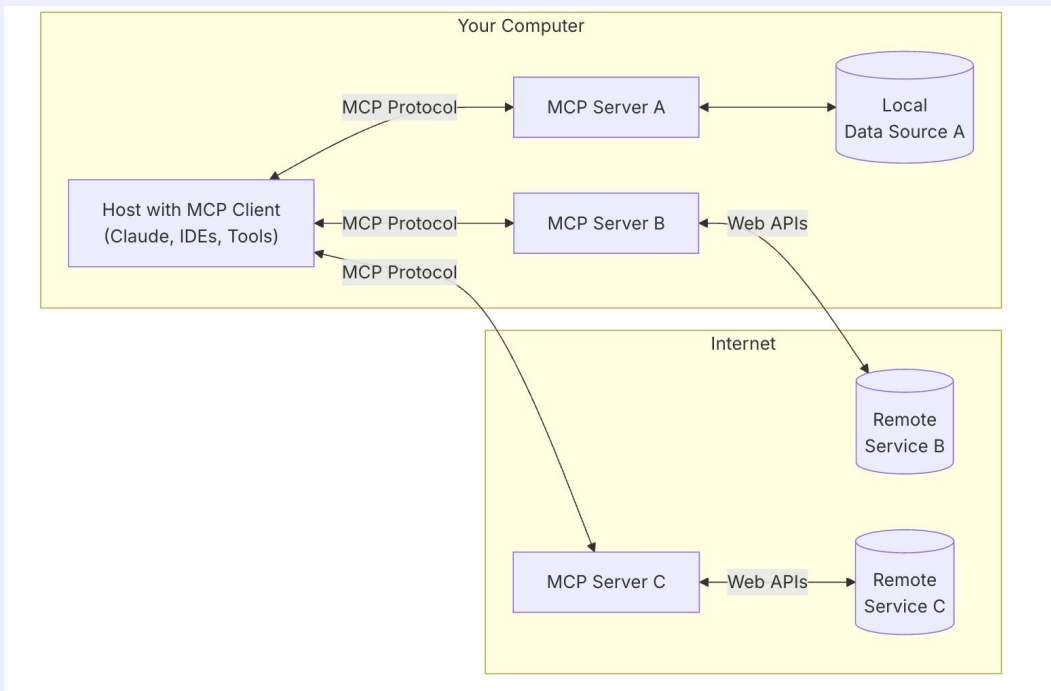 Your Computer
MCP Protocol
MCP Server A
Local
Data Source A
Host with MCP Client
(Claude, IDEs, Tools)
MCP Protocol
MCP Server B
Web APIs
MCP Protocol
Internet
Remote
Service B
MCP Server C
Web APIs
Remote
Service C